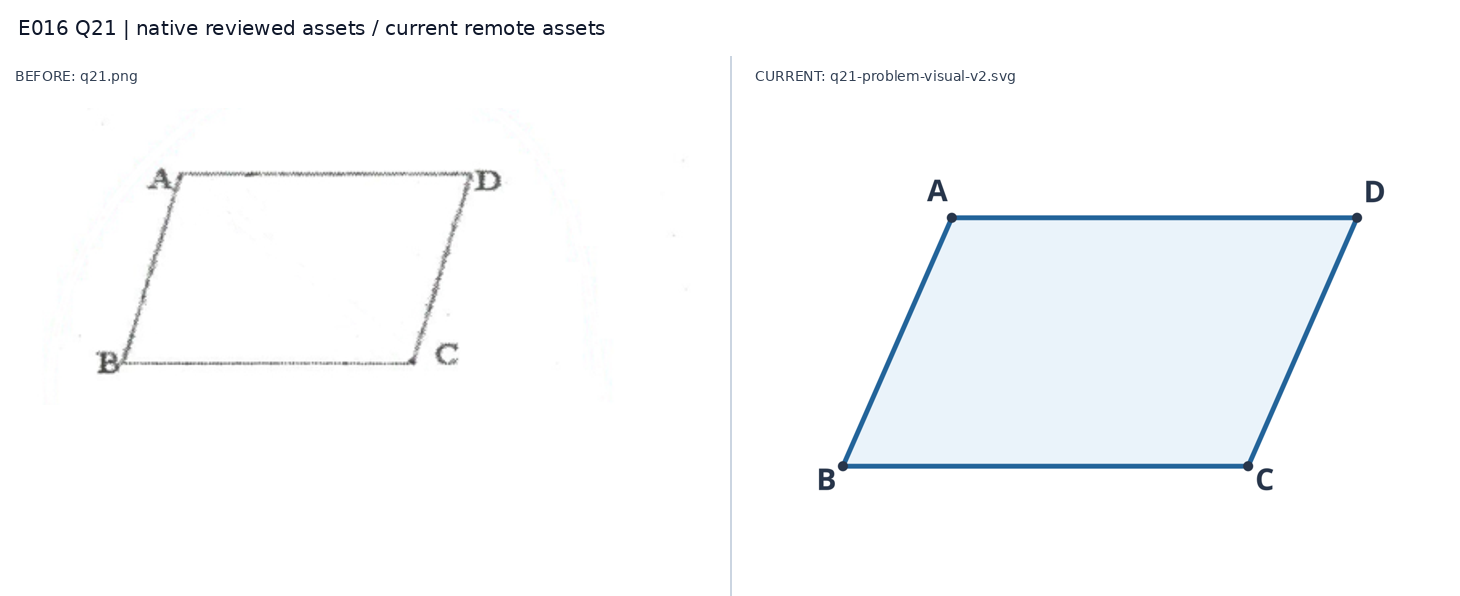 E016 Q21 | native reviewed assets / current remote assets
BEFORE: q21.png
A
D
B
C
CURRENT: q21-problem-visual-v2.svg
A
D
B
C